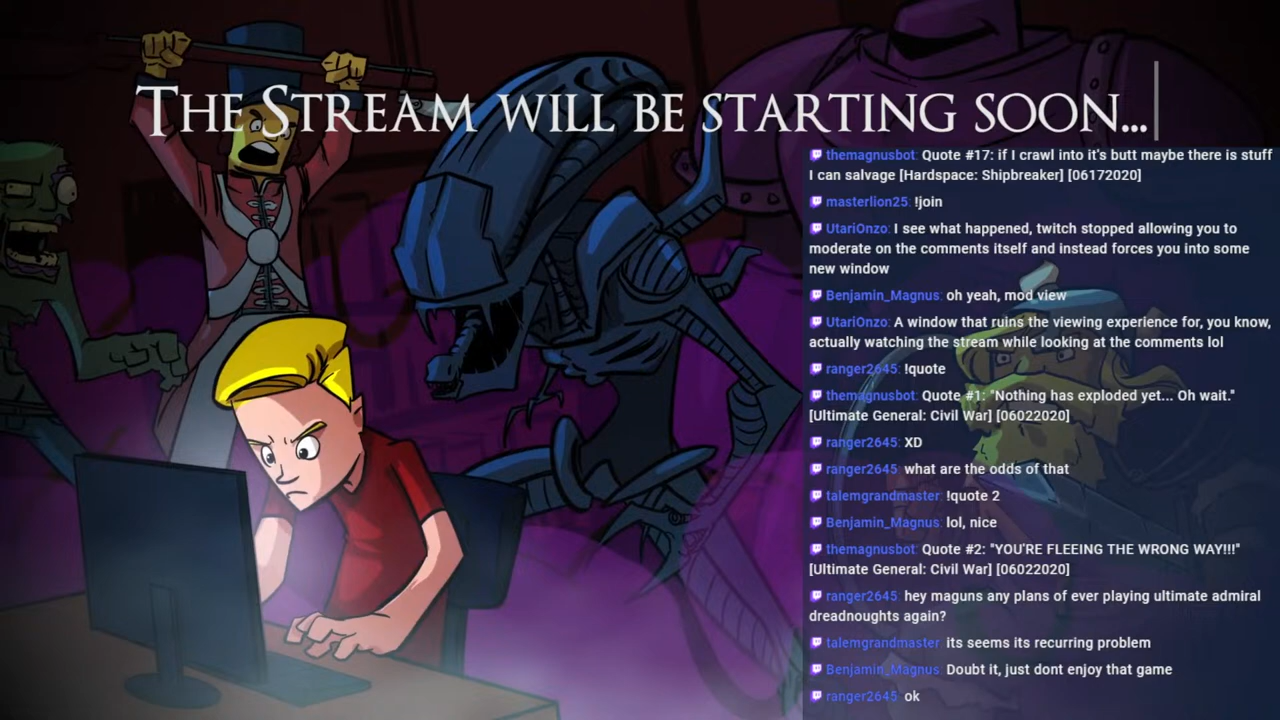 THE STREAM WILL BE STARTING SOON...
themagnusbot: Quote #17: if I crawl into it's butt maybe there is stuff
I can salvage [Hardspace: Shipbreaker] [06172020]
masterlion25: !join
UtariOnzo: I see what happened, twitch stopped allowing you to
moderate on the comments itself and instead forces you into some
new window
Benjamin_Magnus: oh yeah, mod view
UtariOnzo: A window that ruins the viewing experience for, you know,
actually watching the stream while looking at the comments lol
ranger2645: !quote
themagnusbot: Quote #1: "Nothing has exploded yet... Oh wait."
[Ultimate General: Civil War] [06022020]
ranger2645: XD
ranger2645: what are the odds of that
talemgrandmaster: !quote 2
Benjamin_Magnus: lol, nice
themagnusbot: Quote #2: "YOU'RE FLEEING THE WRONG WAY!!!"
[Ultimate General: Civil War] [06022020]
ranger2645: hey maguns any plans of ever playing ultimate admiral
dreadnoughts again?
talemgrandmaster: its seems its recurring problem
Benjamin_Magnus: Doubt it, just dont enjoy that game
ranger2645: ok